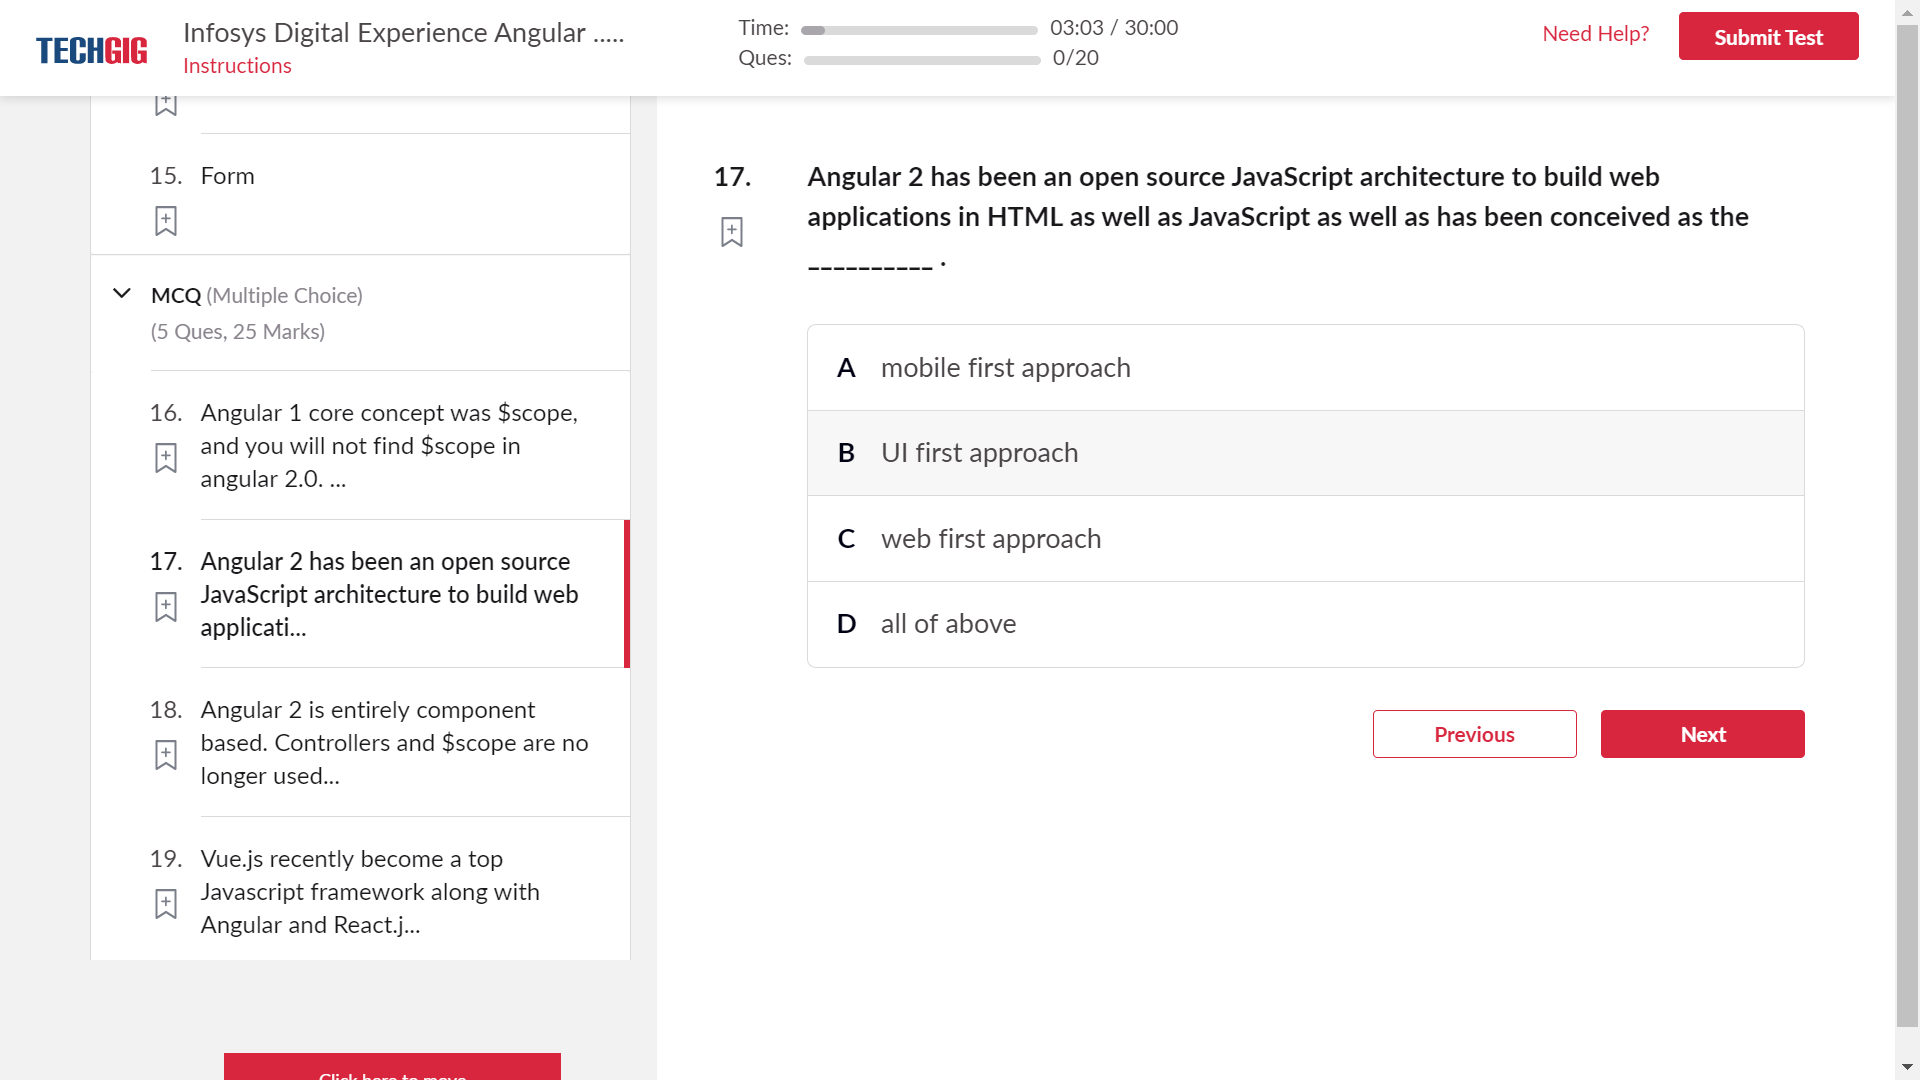 TECHGIG
Infosys Digital Experience Angular .....
Instructions
Time: 03:03 / 30:00
Ques: 0/20
Need Help?
Submit Test
15. Form
MCQ (Multiple Choice)
(5 Ques, 25 Marks)
16. Angular 1 core concept was $scope,
and you will not find $scope in
angular 2.0. ...
17. Angular 2 has been an open source
JavaScript architecture to build web
applicati...
18. Angular 2 is entirely component
based. Controllers and $scope are no
longer used...
19. Vue.js recently become a top
Javascript framework along with
Angular and React.j...
Click here to move
17. Angular 2 has been an open source JavaScript architecture to build web
applications in HTML as well as JavaScript as well as has been conceived as the
__________ .
A mobile first approach
B UI first approach
C web first approach
D all of above
Previous
Next